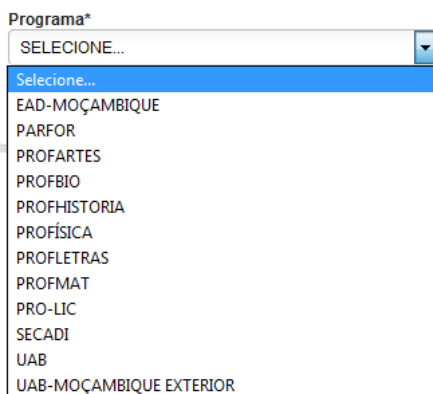 Programa*
SELECIONE...
Selecione...
EAD-MOÇAMBIQUE
PARFOR
PROFARTES
PROFBIO
PROFHISTORIA
PROFÍSICA
PROFLETRAS
PROFMAT
PRO-LIC
SECADI
UAB
UAB-MOÇAMBIQUE EXTERIOR